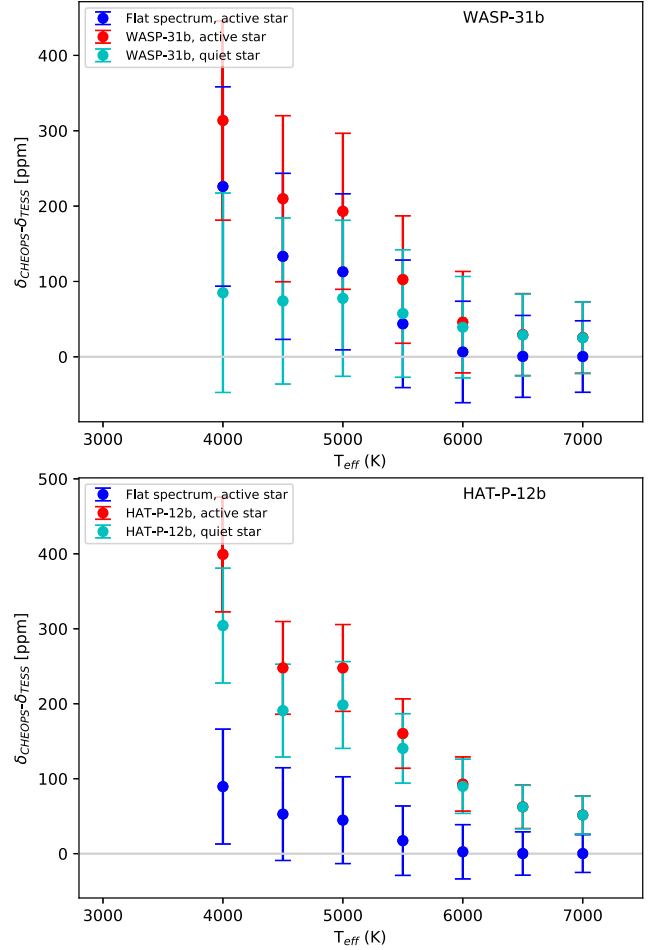 WASP-31b
Flat spectrum, active star
WASP-31b, active star
WASP-31b, quiet star
400
300
200
100
0
δCHEOPS-δTESS [ppm]
3000 4000 5000 6000 7000
Teff (K)
HAT-P-12b
Flat spectrum, active star
HAT-P-12b, active star
HAT-P-12b, quiet star
500
400
300
200
100
0
δCHEOPS-δTESS [ppm]
3000 4000 5000 6000 7000
Teff (K)